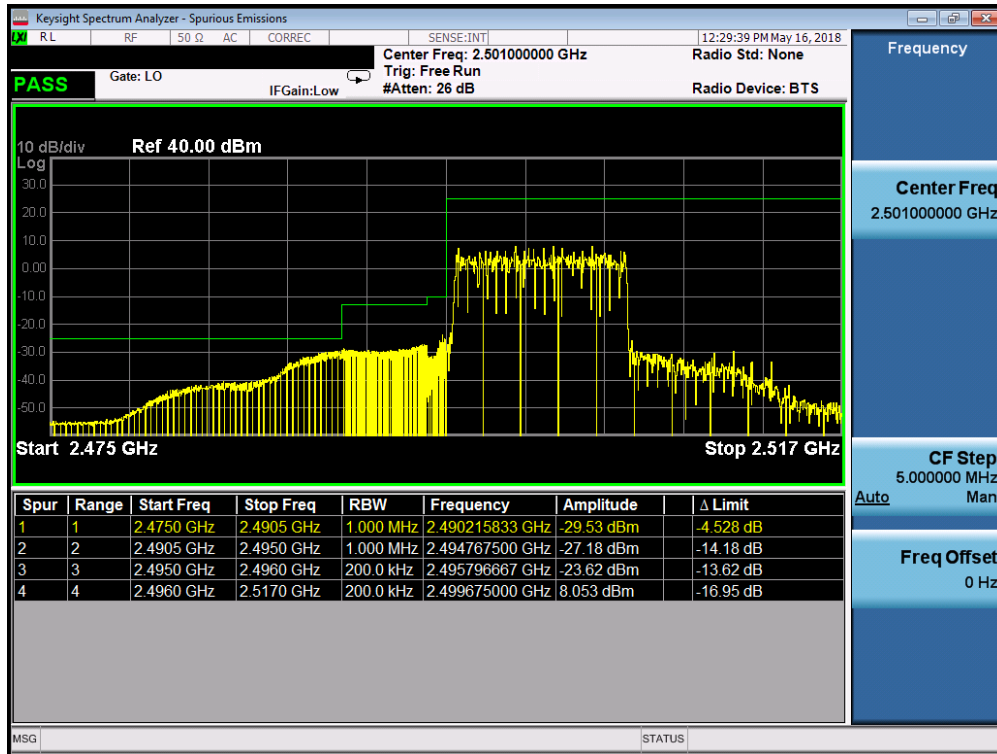 Keysight Spectrum Analyzer - Spurious Emissions
LXI RL RF 50 Ω AC CORREC SENSE:INT 12:29:39 PM May 16, 2018
Center Freq: 2.501000000 GHz Radio Std: None
PASS Gate: LO Trig: Free Run
IFGain:Low #Atten: 26 dB Radio Device: BTS
10 dB/div Ref 40.00 dBm
Log
30.0
20.0
10.0
0.00
-10.0
-20.0
-30.0
-40.0
-50.0
Start 2.475 GHz Stop 2.517 GHz
Spur Range Start Freq Stop Freq RBW Frequency Amplitude Δ Limit
1 1 2.4750 GHz 2.4905 GHz 1.000 MHz 2.490215833 GHz -29.53 dBm -4.528 dB
2 2 2.4905 GHz 2.4950 GHz 1.000 MHz 2.494767500 GHz -27.18 dBm -14.18 dB
3 3 2.4950 GHz 2.4960 GHz 200.0 kHz 2.495796667 GHz -23.62 dBm -13.62 dB
4 4 2.4960 GHz 2.5170 GHz 200.0 kHz 2.499675000 GHz 8.053 dBm -16.95 dB
MSG STATUS
Frequency
Center Freq
2.501000000 GHz
CF Step
5.000000 MHz
Auto Man
Freq Offset
0 Hz